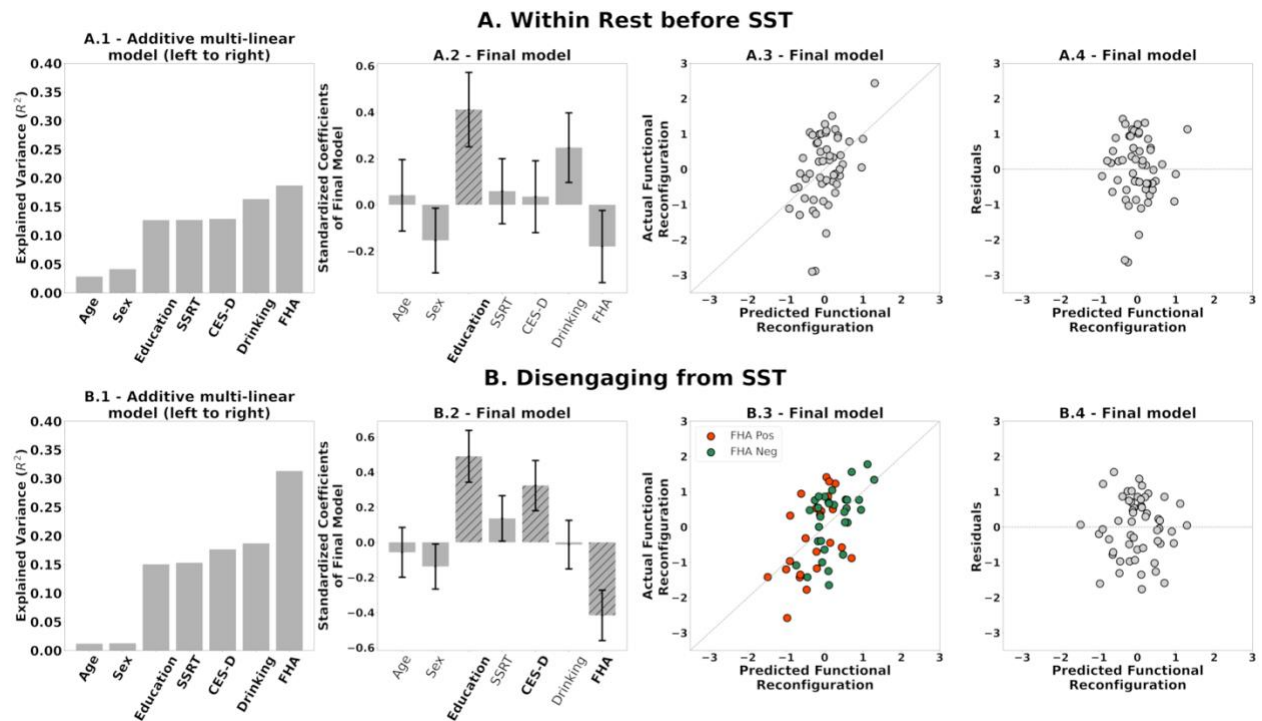 A. Within Rest before SST
A.1 - Additive multi-linear
model (left to right)
Explained Variance (R²)
0.40
0.35
0.30
0.25
0.20
0.15
0.10
0.05
0.00
Age
Sex
Education
SSRT
CES-D
Drinking
FHA
A.2 - Final model
Standardized Coefficients
of Final Model
0.6
0.4
0.2
0.0
−0.2
Age
Sex
Education
SSRT
CES-D
Drinking
FHA
A.3 - Final model
Actual Functional
Reconfiguration
3
2
1
0
−1
−2
−3
−3 −2 −1 0 1 2 3
Predicted Functional
Reconfiguration
A.4 - Final model
Residuals
3
2
1
0
−1
−2
−3
−3 −2 −1 0 1 2 3
Predicted Functional
Reconfiguration
B. Disengaging from SST
B.1 - Additive multi-linear
model (left to right)
Explained Variance (R²)
0.40
0.35
0.30
0.25
0.20
0.15
0.10
0.05
0.00
Age
Sex
Education
SSRT
CES-D
Drinking
FHA
B.2 - Final model
Standardized Coefficients
of Final Model
0.6
0.4
0.2
0.0
−0.2
−0.4
−0.6
Age
Sex
Education
SSRT
CES-D
Drinking
FHA
B.3 - Final model
FHA Pos
FHA Neg
Actual Functional
Reconfiguration
3
2
1
0
−1
−2
−3
−3 −2 −1 0 1 2 3
Predicted Functional
Reconfiguration
B.4 - Final model
Residuals
3
2
1
0
−1
−2
−3
−3 −2 −1 0 1 2 3
Predicted Functional
Reconfiguration